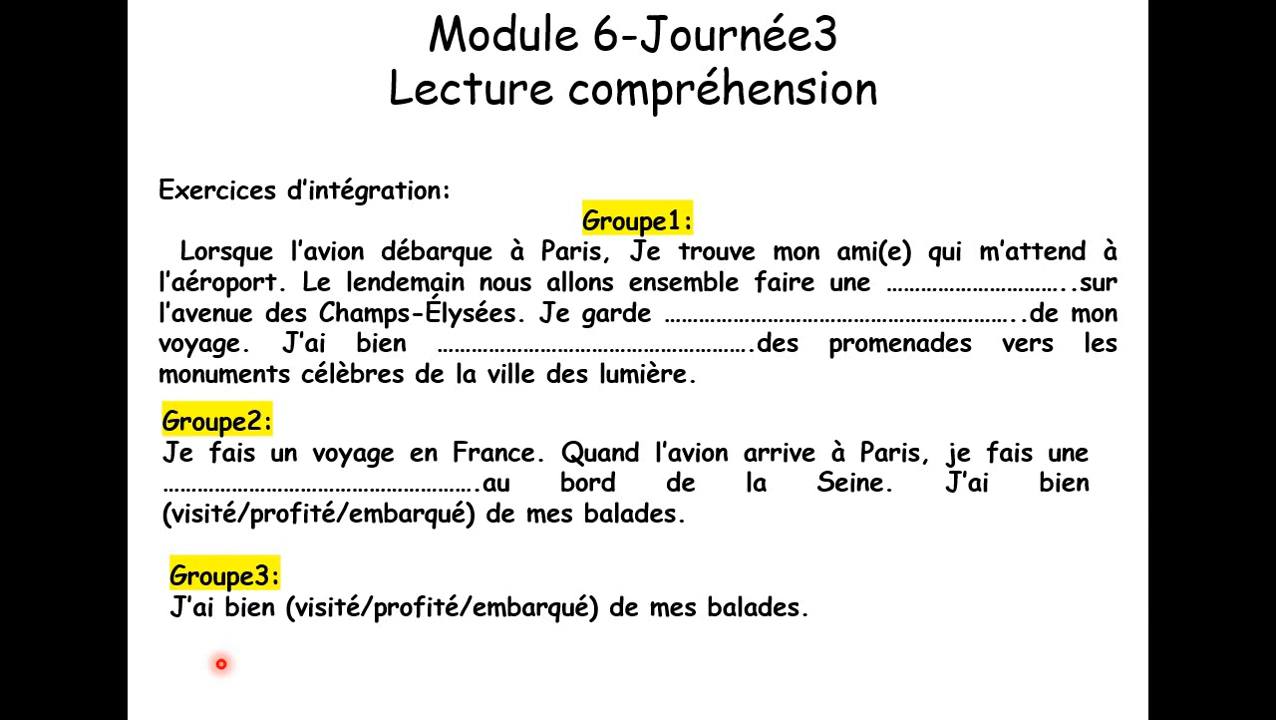 Module 6-Journée3
Lecture compréhension
Exercices d'intégration:
Groupe1:
Lorsque l'avion débarque à Paris, Je trouve mon ami(e) qui m'attend à
l'aéroport. Le lendemain nous allons ensemble faire une …………………………..sur
l'avenue des Champs-Élysées. Je garde ……………………………………………………..de mon
voyage. J'ai bien ……………………………………………….des promenades vers les
monuments célèbres de la ville des lumière.
Groupe2:
Je fais un voyage en France. Quand l'avion arrive à Paris, je fais une
……………………………………………….au bord de la Seine. J'ai bien
(visité/profité/embarqué) de mes balades.
Groupe3:
J'ai bien (visité/profité/embarqué) de mes balades.